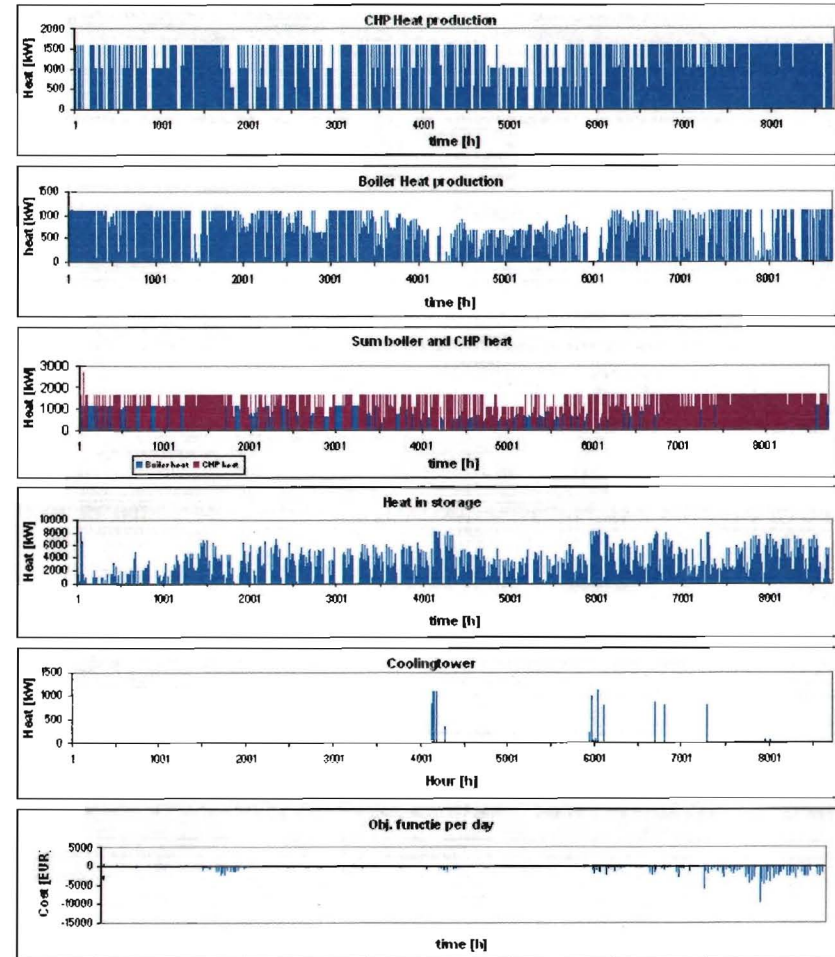 CHP Heat production
2000
1500
1000
500
0
Heat [kW]
1 1001 2001 3001 4001 5001 6001 7001 8001
time [h]
Boiler Heat production
1500
1000
500
0
heat [kW]
1 1001 2001 3001 4001 5001 6001 7001 8001
time [h]
Sum boiler and CHP heat
3000
2000
1000
0
Heat [kW]
1 1001 2001 3001 4001 5001 6001 7001 8001
Boiler heat CHP heat
time [h]
Heat in storage
10000
8000
6000
4000
2000
0
Heat [kW]
1 1001 2001 3001 4001 5001 6001 7001 8001
time [h]
Coolingtower
1500
1000
500
0
Heat [kW]
1 1001 2001 3001 4001 5001 6001 7001 8001
Hour [h]
Obj. functie per day
5000
0
-5000
-10000
-15000
Cost [EUR]
time [h]